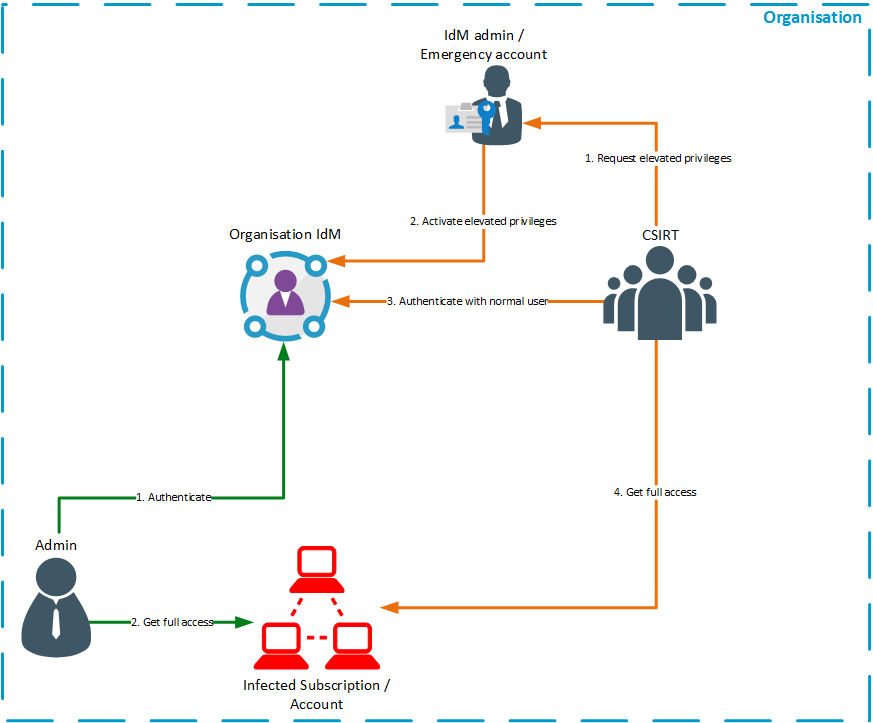 Organisation
IdM admin /
Emergency account
1. Request elevated privileges
2. Activate elevated privileges
Organisation IdM
CSIRT
3. Authenticate with normal user
4. Get full access
1. Authenticate
Admin
2. Get full access
Infected Subscription /
Account